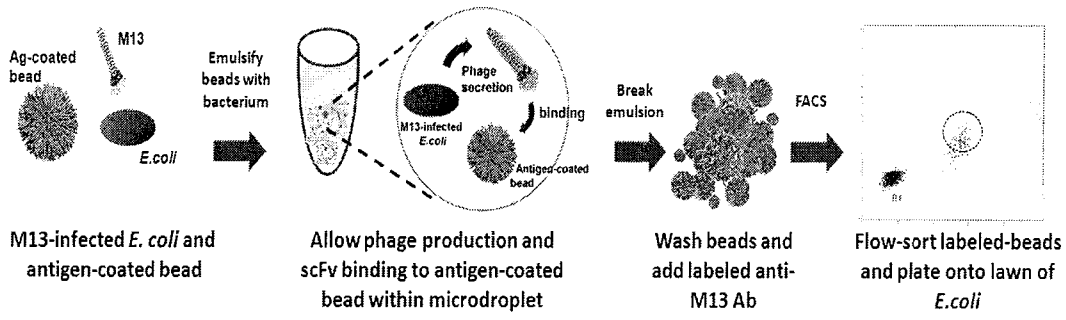 M13
Ag-coated
bead
E.coli
Emulsify
beads with
bacterium
Phage
secretion
binding
M13-infected
E.coli
Antigen-coated
bead
Break
emulsion
FACS
M13-infected E. coli and
antigen-coated bead
Allow phage production and
scFv binding to antigen-coated
bead within microdroplet
Wash beads and
add labeled anti-
M13 Ab
Flow-sort labeled-beads
and plate onto lawn of
E.coli